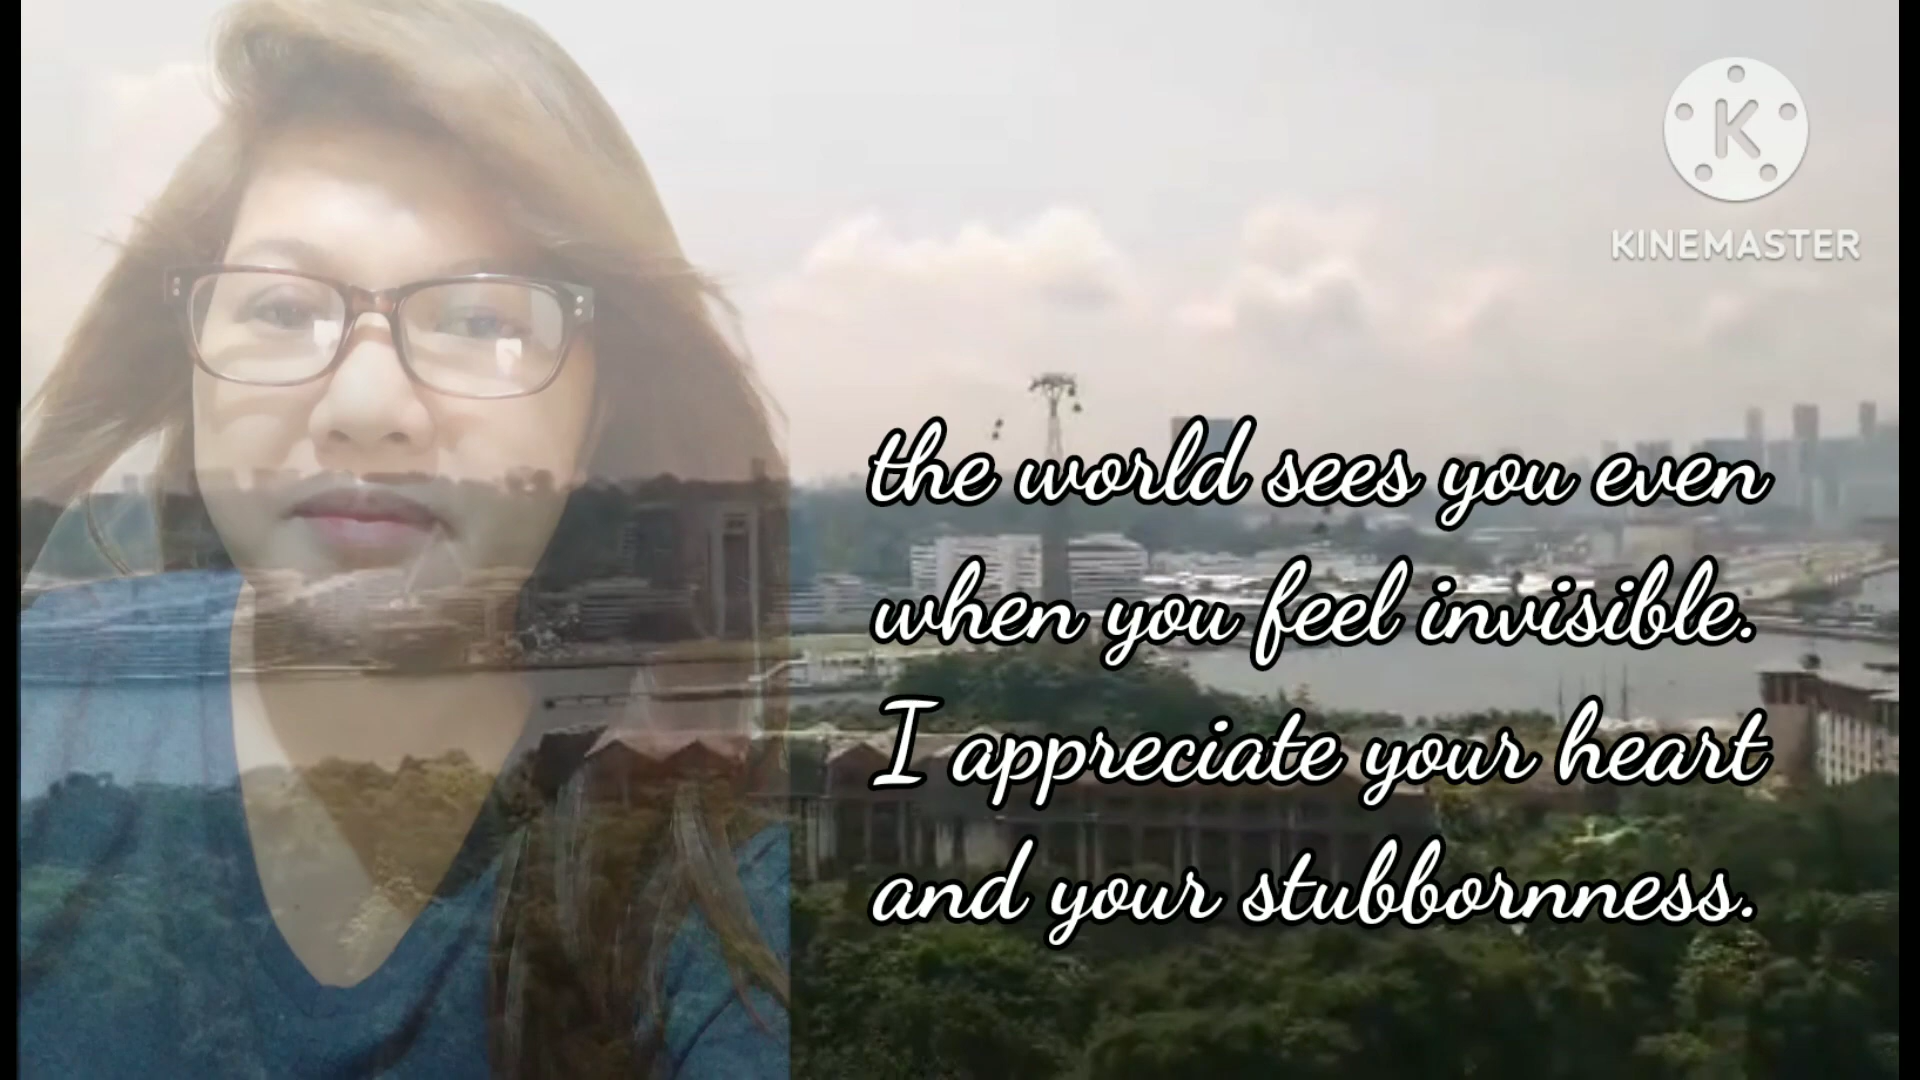 KINEMASTER
the world sees you even
when you feel invisible.
I appreciate your heart
and your stubbornness.